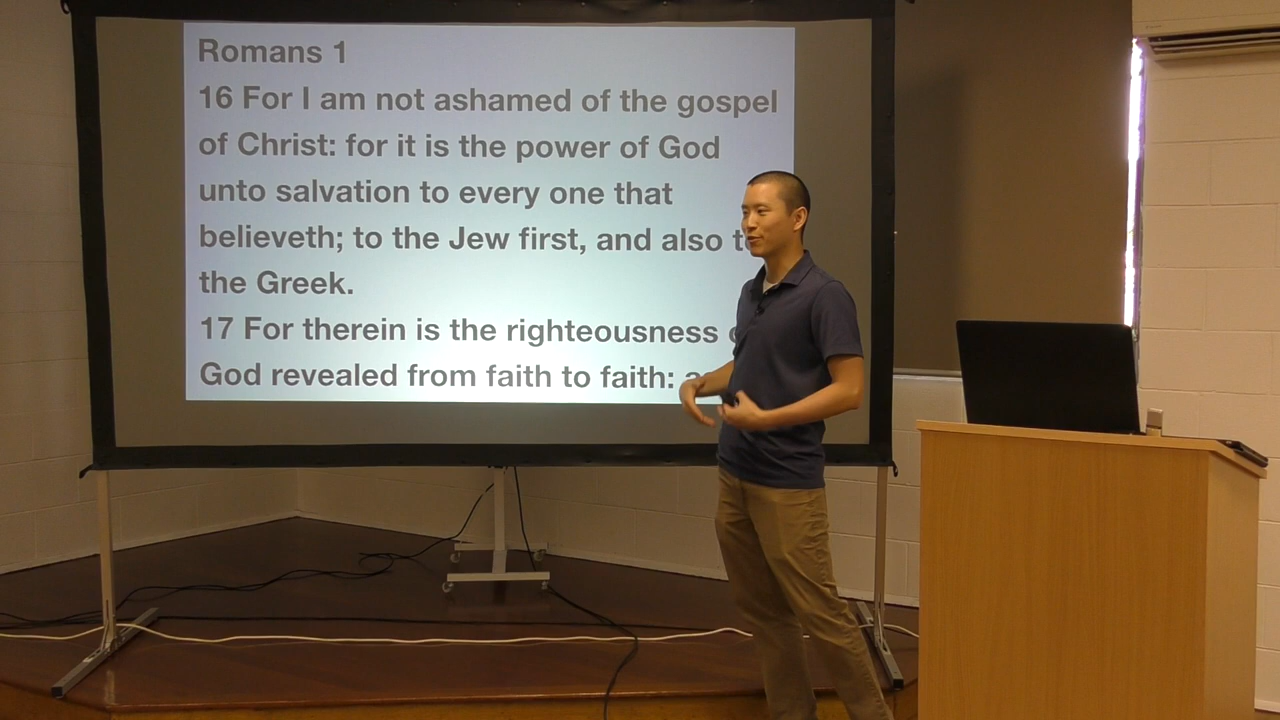 Romans 1
16 For I am not ashamed of the gospel
of Christ: for it is the power of God
unto salvation to every one that
believeth; to the Jew first, and also
the Greek.
17 For therein is the righteousness
God revealed from faith to faith: